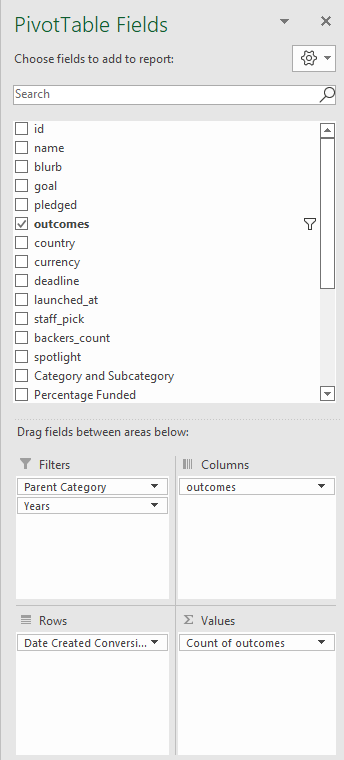 PivotTable Fields
Choose fields to add to report:
Search
id
name
blurb
goal
pledged
outcomes
country
currency
deadline
launched_at
staff_pick
backers_count
spotlight
Category and Subcategory
Percentage Funded
Drag fields between areas below:
Filters
Parent Category
Years
Columns
outcomes
Rows
Date Created Conversi...
Σ Values
Count of outcomes